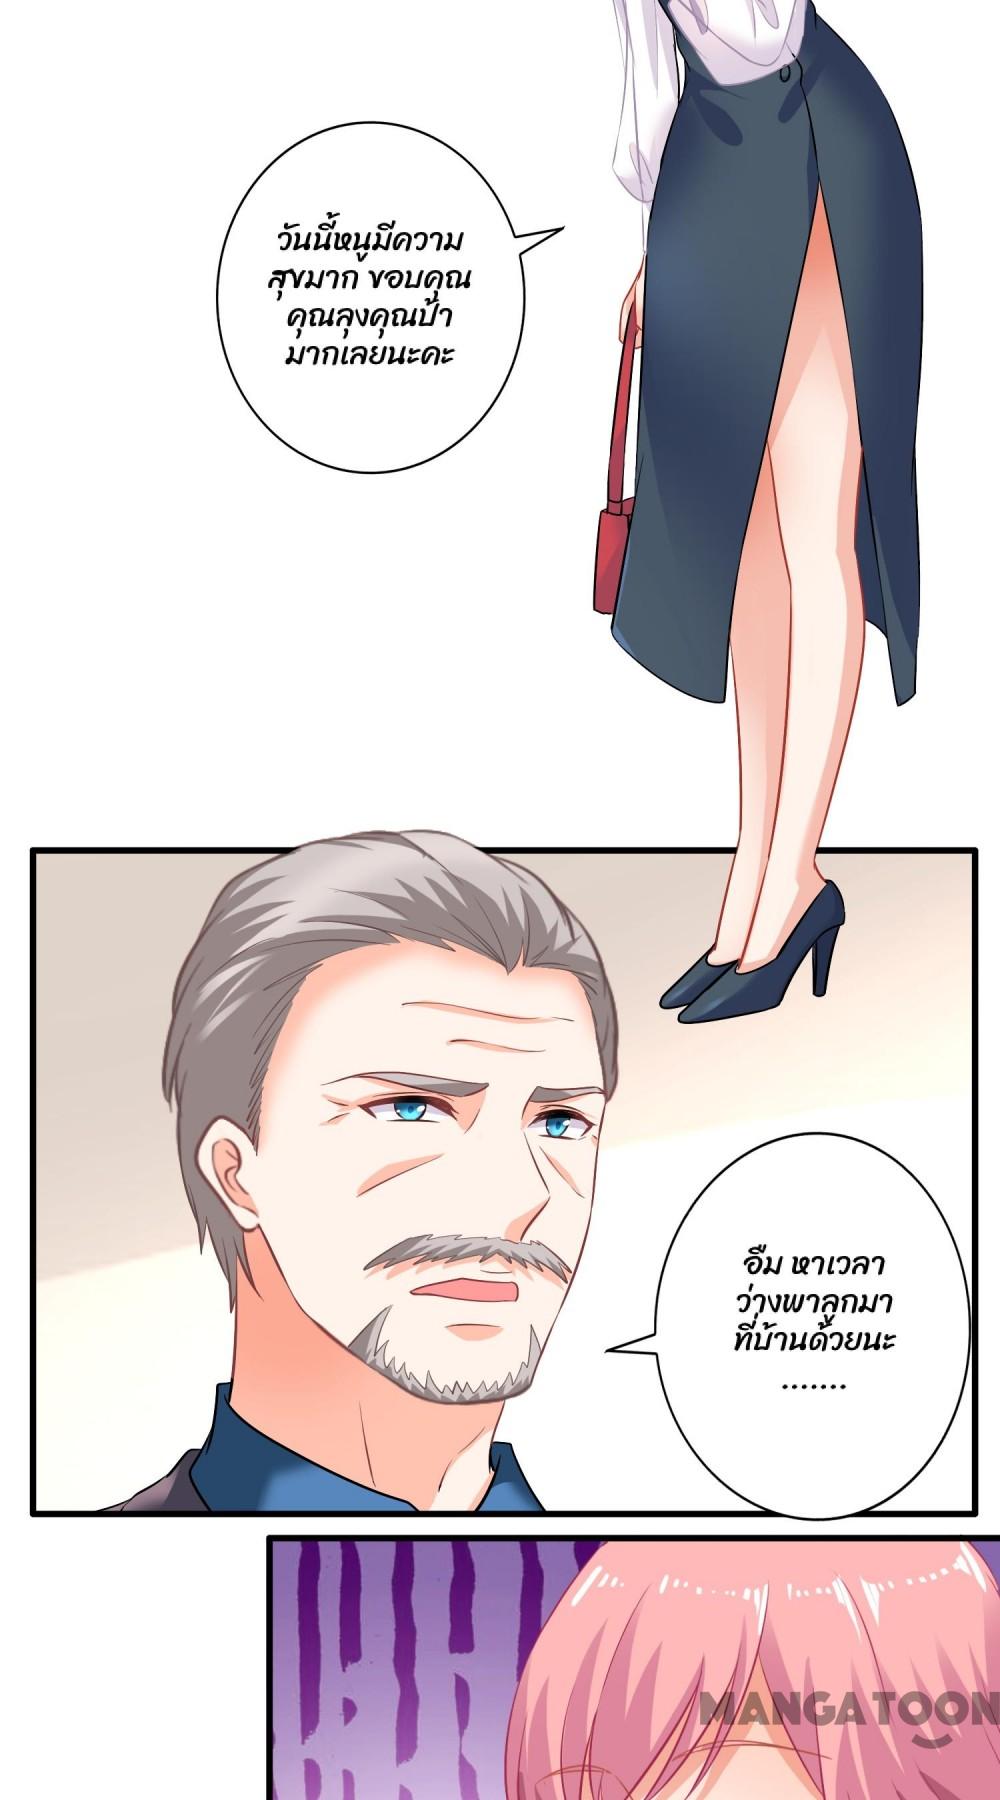 วันนี้หนูมีความ
สุขมาก ขอบคุณ
คุณลุงคุณป้า
มากเลยนะคะ
อืม หาเวลา
ว่างพาลูกมา
ที่บ้านด้วยนะ
.......
MANGATOON